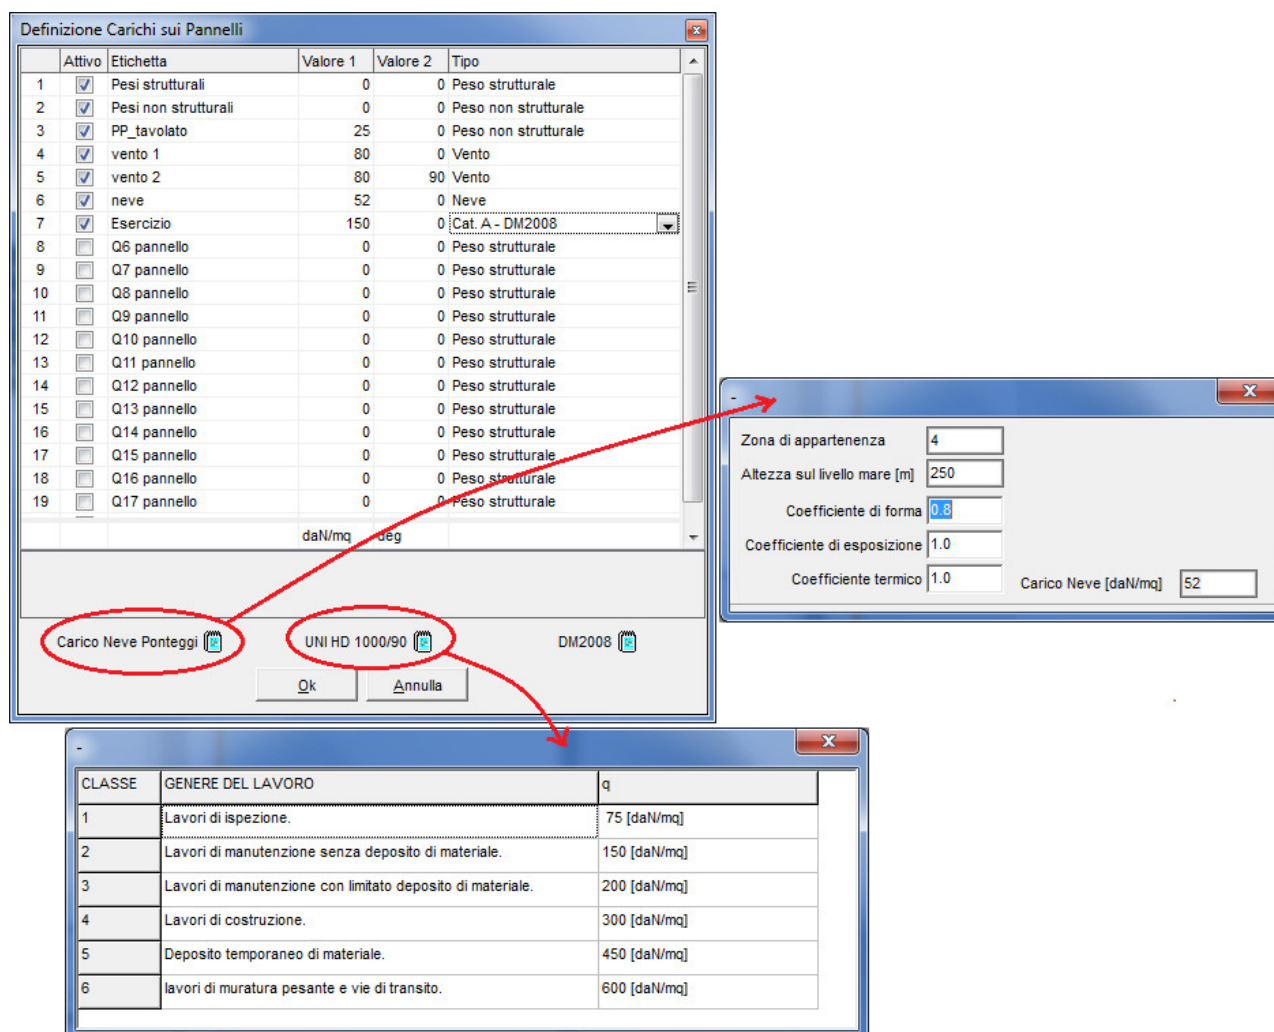 Definizione Carichi sui Pannelli
Attivo Etichetta Valore 1 Valore 2 Tipo
1 Pesi strutturali 0 0 Peso strutturale
2 Pesi non strutturali 0 0 Peso non strutturale
3 PP_tavolato 25 0 Peso non strutturale
4 vento 1 80 0 Vento
5 vento 2 80 90 Vento
6 neve 52 0 Neve
7 Esercizio 150 0 Cat. A - DM2008
8 Q6 pannello 0 0 Peso strutturale
9 Q7 pannello 0 0 Peso strutturale
10 Q8 pannello 0 0 Peso strutturale
11 Q9 pannello 0 0 Peso strutturale
12 Q10 pannello 0 0 Peso strutturale
13 Q11 pannello 0 0 Peso strutturale
14 Q12 pannello 0 0 Peso strutturale
15 Q13 pannello 0 0 Peso strutturale
16 Q14 pannello 0 0 Peso strutturale
17 Q15 pannello 0 0 Peso strutturale
18 Q16 pannello 0 0 Peso strutturale
19 Q17 pannello 0 0 Peso strutturale
daN/mq deg
Carico Neve Ponteggi UNI HD 1000/90 DM2008
Ok Annulla
-
Zona di appartenenza 4
Altezza sul livello mare [m] 250
Coefficiente di forma 0.8
Coefficiente di esposizione 1.0
Coefficiente termico 1.0 Carico Neve [daN/mq] 52
-
CLASSE GENERE DEL LAVORO q
1 Lavori di ispezione. 75 [daN/mq]
2 Lavori di manutenzione senza deposito di materiale. 150 [daN/mq]
3 Lavori di manutenzione con limitato deposito di materiale. 200 [daN/mq]
4 Lavori di costruzione. 300 [daN/mq]
5 Deposito temporaneo di materiale. 450 [daN/mq]
6 lavori di muratura pesante e vie di transito. 600 [daN/mq]